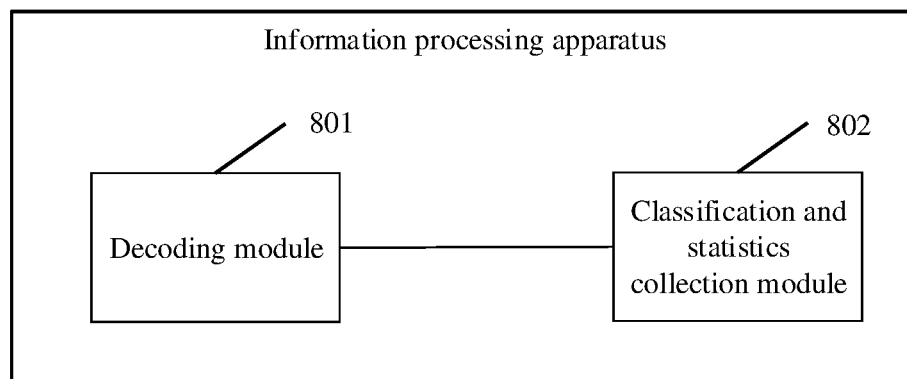 Information processing apparatus
801
802
Decoding module
Classification and
statistics
collection module